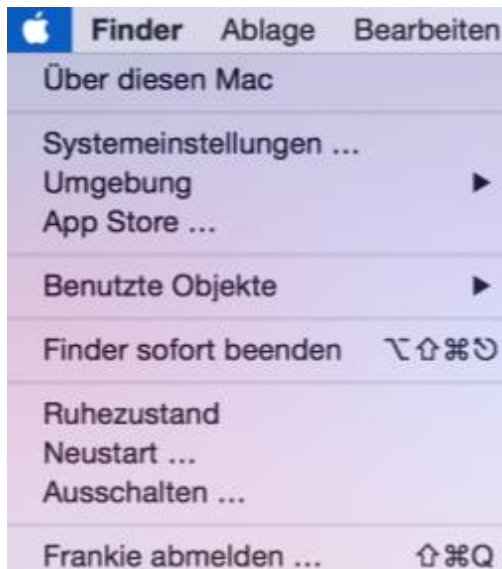 Finder Ablage Bearbeiten
Über diesen Mac
Systemeinstellungen ...
Umgebung ▶
App Store ...
Benutzte Objekte ▶
Finder sofort beenden ⌥⇧⌘⎋
Ruhezustand
Neustart ...
Ausschalten ...
Frankie abmelden ... ⇧⌘Q